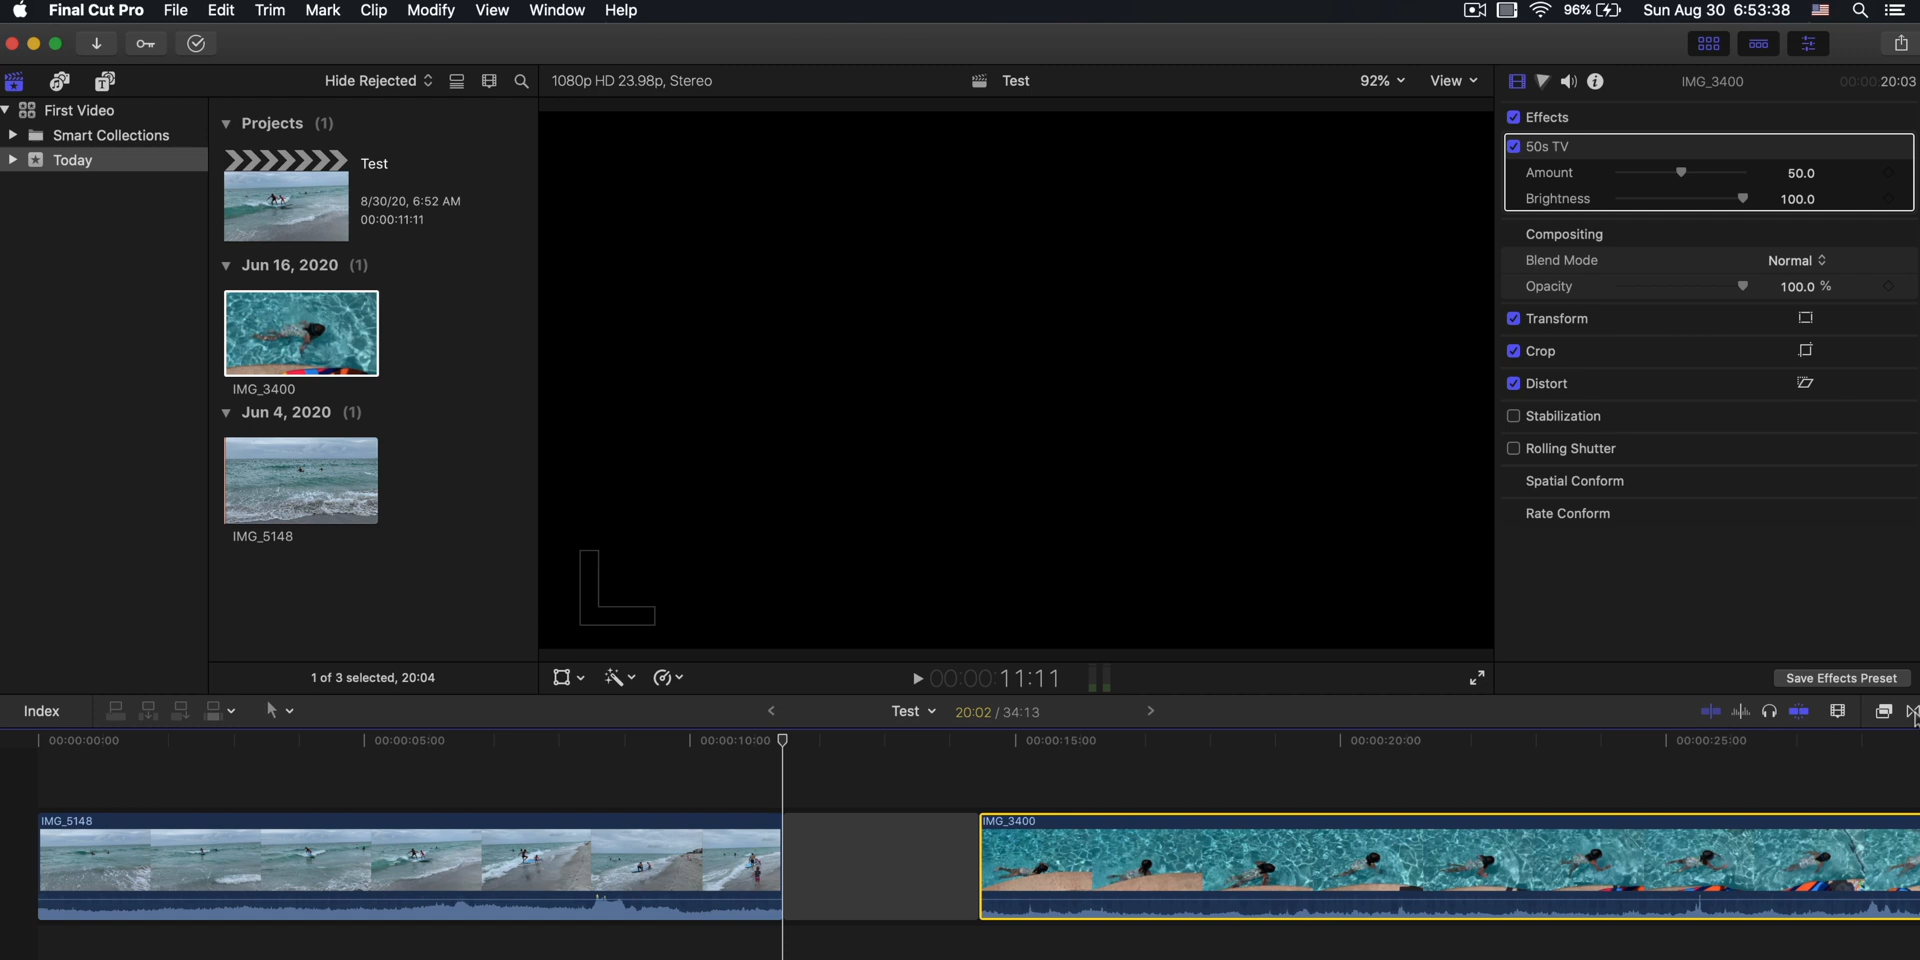 Final Cut Pro File Edit Trim Mark Clip Modify View Window Help 96% Sun Aug 30 6:53:38
Hide Rejected 1080p HD 23.98p, Stereo Test 92% View IMG_3400 00:00:20:03
First Video
Smart Collections
Today
Projects (1)
Test
8/30/20, 6:52 AM
00:00:11:11
Jun 16, 2020 (1)
IMG_3400
Jun 4, 2020 (1)
IMG_5148
1 of 3 selected, 20:04
00:00:11:11
Effects
50s TV
Amount 50.0
Brightness 100.0
Compositing
Blend Mode Normal
Opacity 100.0 %
Transform
Crop
Distort
Stabilization
Rolling Shutter
Spatial Conform
Rate Conform
Save Effects Preset
Index Test 20:02 / 34:13
00:00:00:00 00:00:05:00 00:00:10:00 00:00:15:00 00:00:20:00 00:00:25:00
IMG_5148 IMG_3400